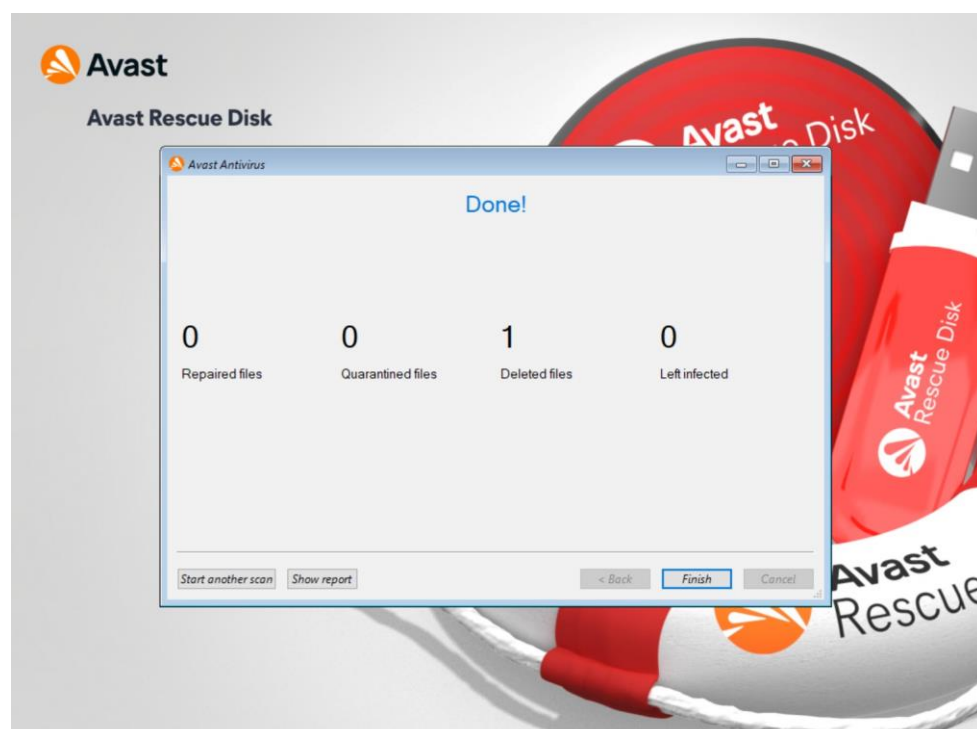 Avast
Avast Rescue Disk
Avast
Disk
Avast Antivirus
Done!
0 0 1 0
Repaired files Quarantined files Deleted files Left infected
Avast
Rescue Disk
Start another scan Show report < Back Finish Cancel
Avast
Rescue